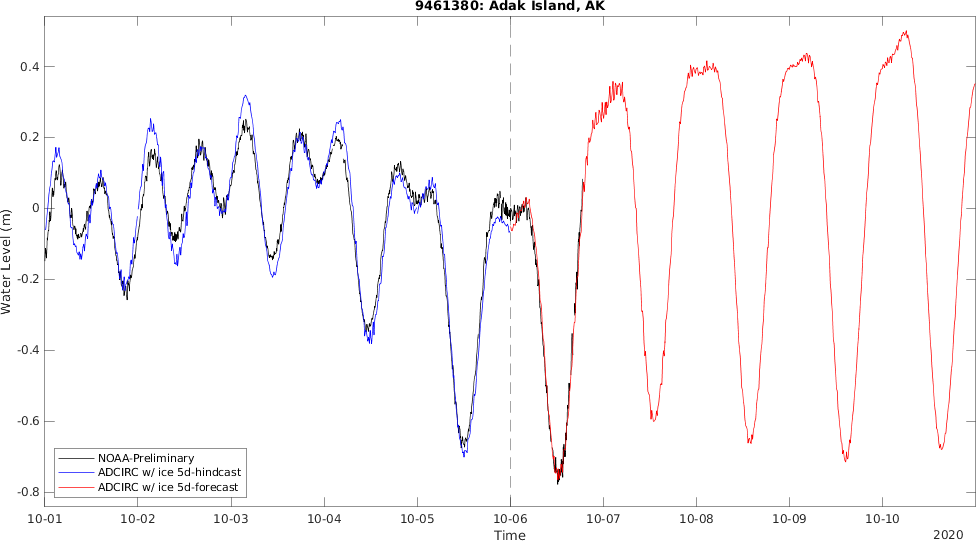 9461380: Adak Island, AK
Water Level (m)
0.4
0.2
0
-0.2
-0.4
-0.6
-0.8
NOAA-Preliminary
ADCIRC w/ ice 5d-hindcast
ADCIRC w/ ice 5d-forecast
10-01 10-02 10-03 10-04 10-05 10-06 10-07 10-08 10-09 10-10
Time
2020